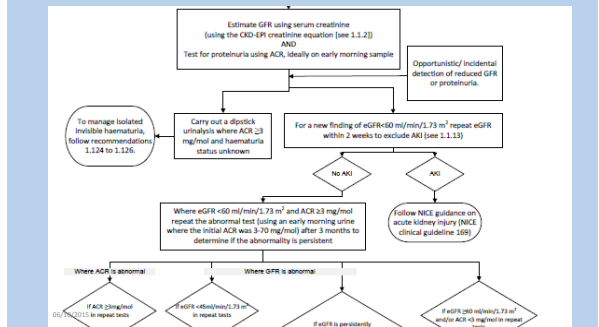 Estimate GFR using serum creatinine
(using the CKD-EPI creatinine equation [see 1.1.2])
AND
Test for proteinuria using ACR, ideally on early morning sample
Opportunistic/ incidental
detection of reduced GFR
or proteinuria.
To manage isolated
invisible haematuria,
follow recommendations
1.124 to 1.126.
Carry out a dipstick
urinalysis where ACR ≥3
mg/mol and haematuria
status unknown
For a new finding of eGFR<60 ml/min/1.73 m² repeat eGFR
within 2 weeks to exclude AKI (see 1.1.13)
No AKI
AKI
Where eGFR <60 ml/min/1.73 m² and ACR ≥3 mg/mol
repeat the abnormal test (using an early morning urine
where the initial ACR was 3-70 mg/mol) after 3 months to
determine if the abnormality is persistent
Follow NICE guidance on
acute kidney injury (NICE
clinical guideline 169)
Where ACR is abnormal
Where GFR is abnormal
If ACR ≥3mg/mol
in repeat tests
06/10/2015
If eGFR <45ml/min/1.73 m²
in repeat tests
If eGFR is persistently
If eGFR ≥60 ml/min/1.73 m²
and/or ACR <3 mg/mol in repeat